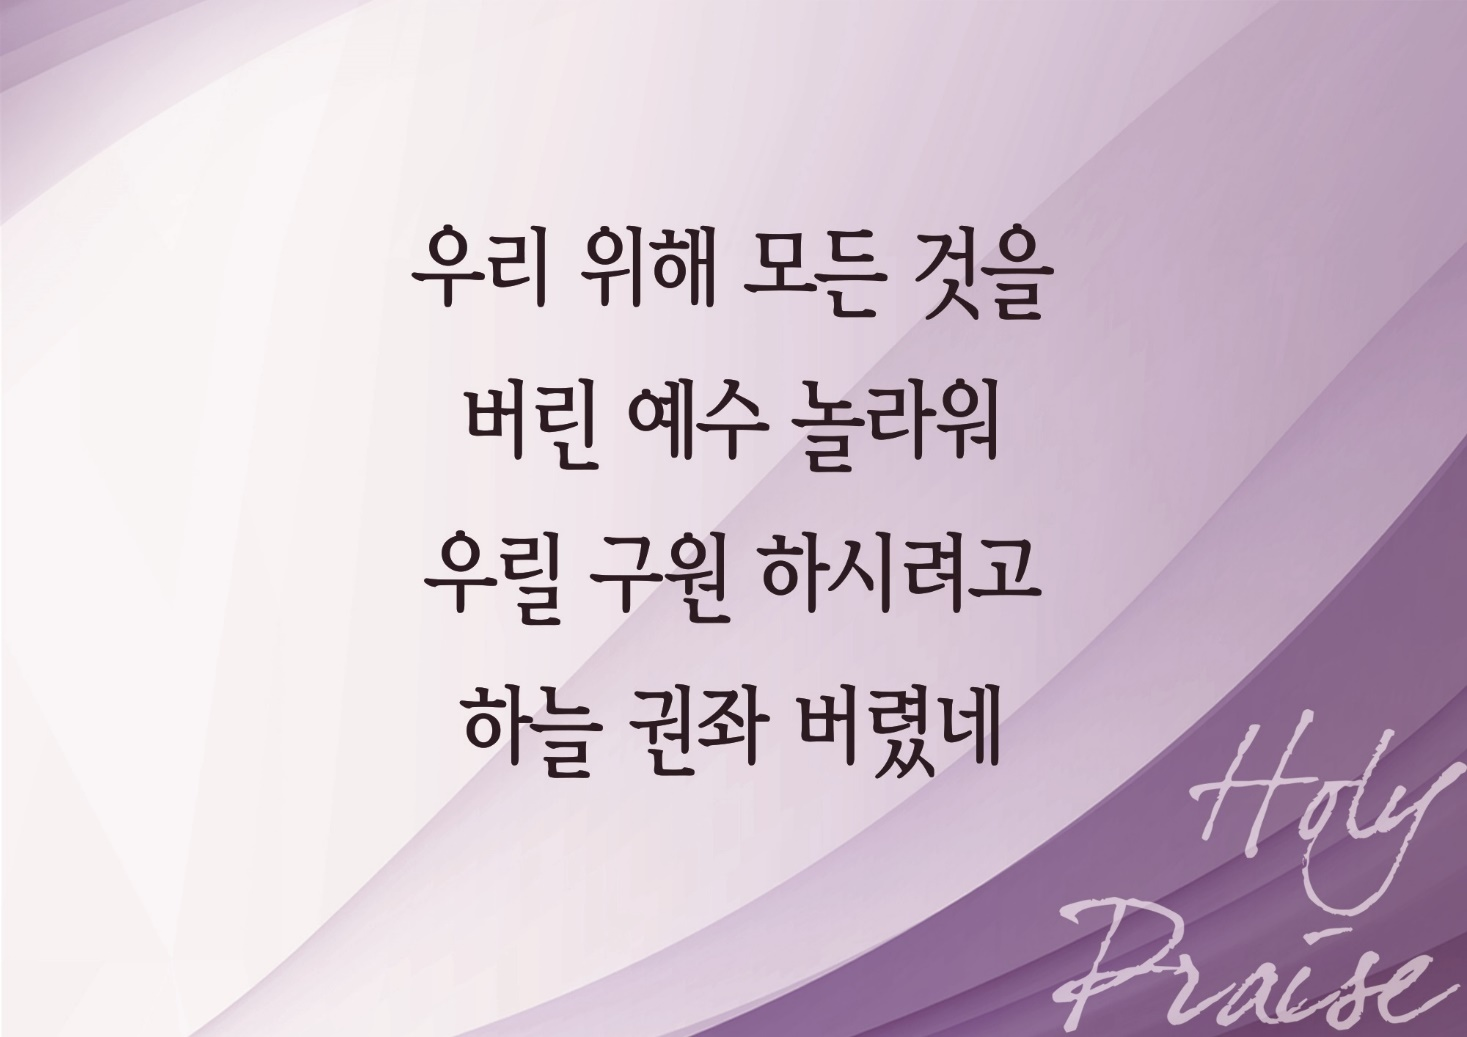 우리 위해 모든 것을
버린 예수 놀라워
우릴 구원 하시려고
하늘 권좌 버렸네
Holy
Praise